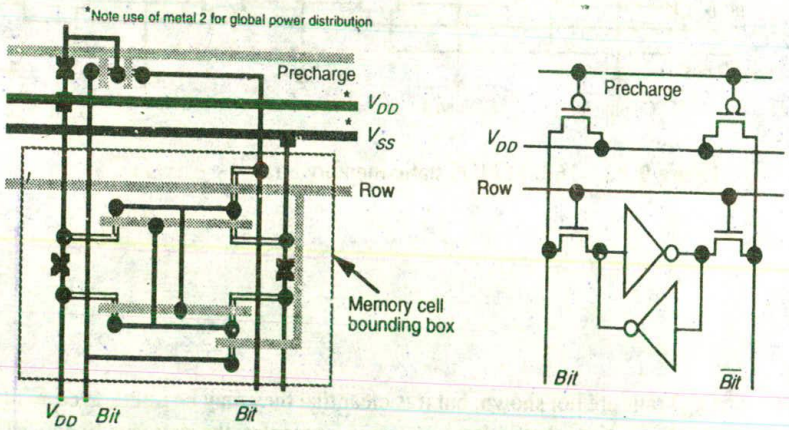 *Note use of metal 2 for global power distribution
Precharge
*
VDD
*
VSS
Row
Memory cell
bounding box
VDD Bit
Bit
Precharge
VDD
Row
Bit
Bit